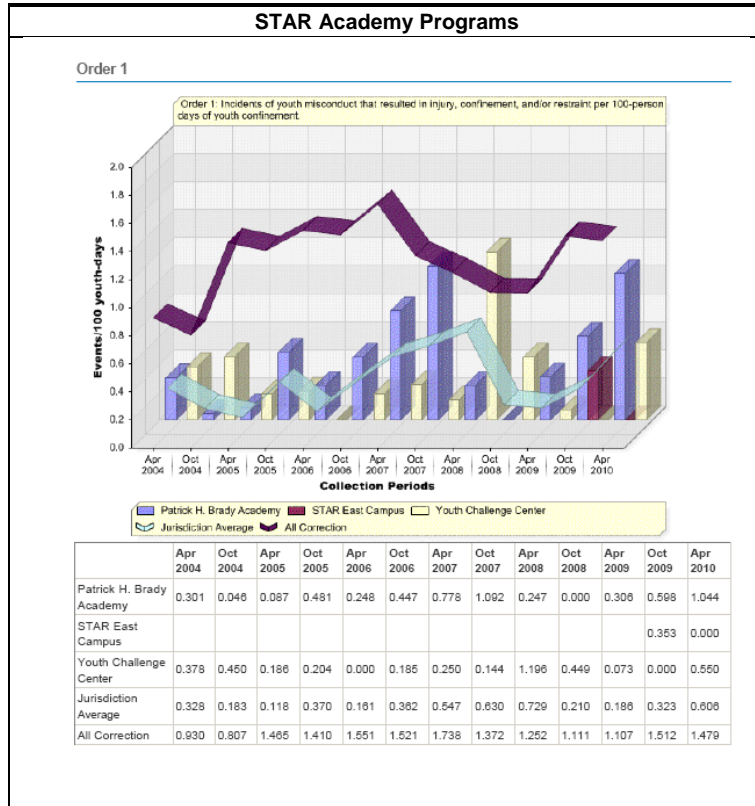 STAR Academy Programs
Order 1
Order 1: Incidents of youth misconduct that resulted in injury, confinement, and/or restraint per 100-person
days of youth confinement.
2.0
1.8
1.6
1.4
1.2
1.0
0.8
0.6
0.4
0.2
0.0
Events/100 youth-days
Apr Oct Apr Oct Apr Oct Apr Oct Apr Oct Apr Oct Apr
2004 2004 2005 2005 2006 2006 2007 2007 2008 2008 2009 2009 2010
Collection Periods
Patrick H. Brady Academy STAR East Campus Youth Challenge Center
Jurisdiction Average All Correction
Apr Oct Apr Oct Apr Oct Apr Oct Apr Oct Apr Oct Apr
2004 2004 2005 2005 2006 2006 2007 2007 2008 2008 2009 2009 2010
Patrick H. Brady
Academy
0.301 0.046 0.087 0.481 0.248 0.447 0.778 1.092 0.247 0.000 0.306 0.598 1.044
STAR East
Campus
0.353 0.000
Youth Challenge
Center
0.378 0.450 0.186 0.204 0.000 0.185 0.250 0.144 1.196 0.449 0.073 0.000 0.550
Jurisdiction
Average
0.328 0.183 0.118 0.370 0.161 0.362 0.547 0.630 0.729 0.210 0.186 0.323 0.606
All Correction 0.930 0.807 1.465 1.410 1.551 1.521 1.738 1.372 1.252 1.111 1.107 1.512 1.479